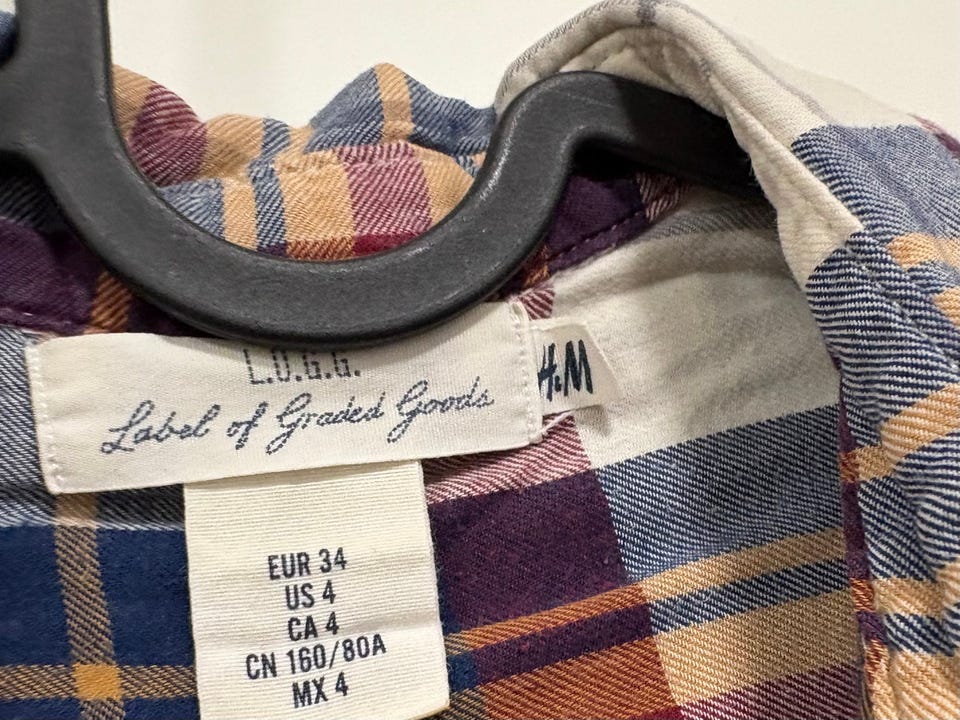 L.O.G.G.
Label of Graded Goods
H&M
EUR 34
US 4
CA 4
CN 160/80A
MX 4